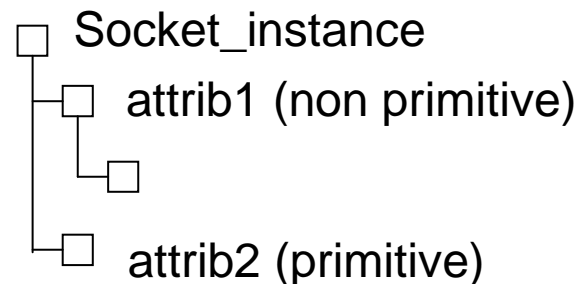 Socket_instance
attrib1 (non primitive)
attrib2 (primitive)